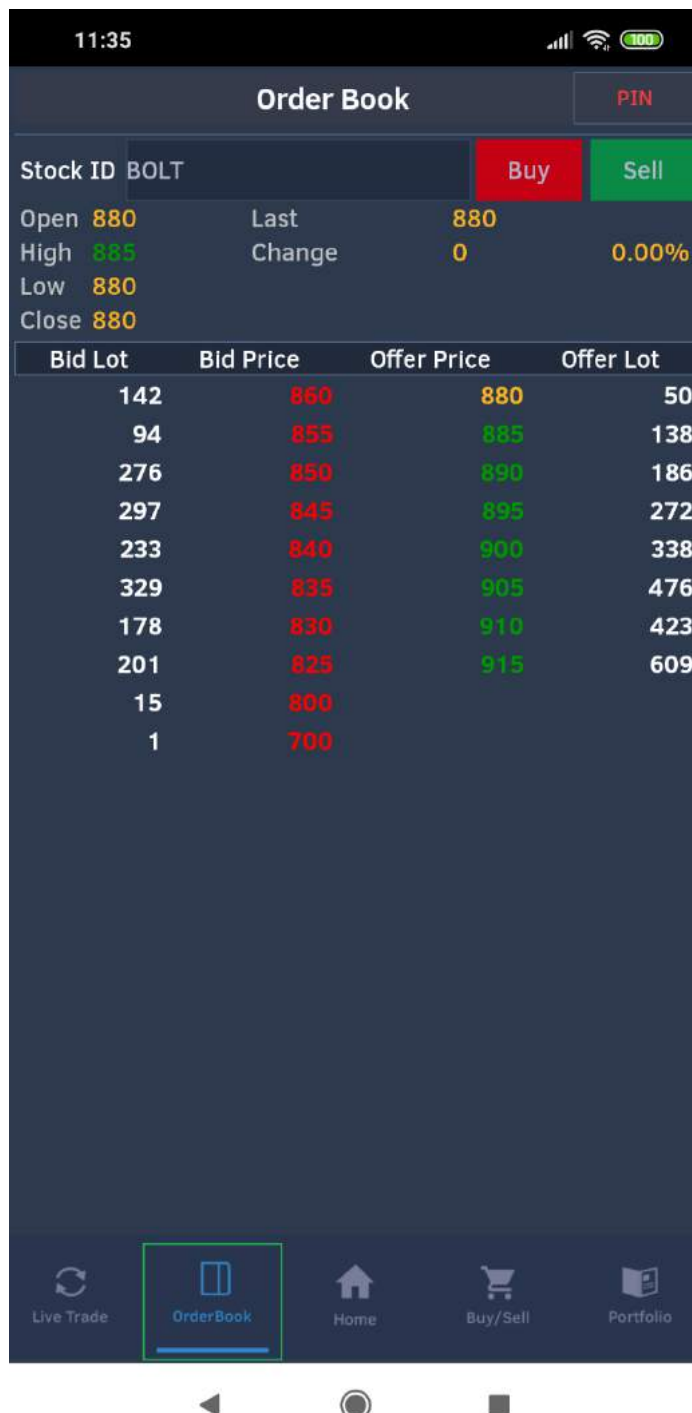 11:35 100
Order Book PIN
Stock ID BOLT Buy Sell
Open 880 Last 880
High 885 Change 0 0.00%
Low 880
Close 880
Bid Lot Bid Price Offer Price Offer Lot
142 860 880 50
94 855 885 138
276 850 890 186
297 845 895 272
233 840 900 338
329 835 905 476
178 830 910 423
201 825 915 609
15 800
1 700
Live Trade OrderBook Home Buy/Sell Portfolio